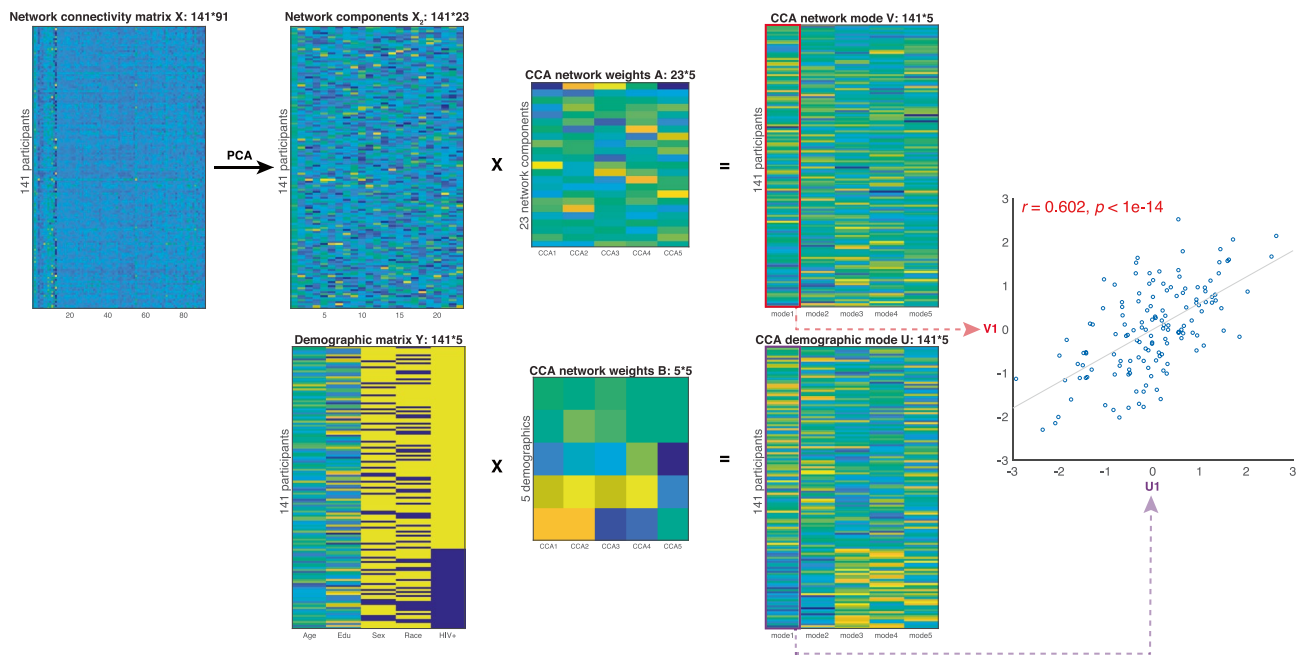 Network connectivity matrix X: 141*91
Network components X₂: 141*23
CCA network mode V: 141*5
CCA network weights A: 23*5
141 participants
PCA
141 participants
X
23 network components
=
141 participants
CCA1 CCA2 CCA3 CCA4 CCA5
20 40 60 80
5 10 15 20
mode1 mode2 mode3 mode4 mode5
r = 0.602, p < 1e-14
3
2
1
0
-1
-2
-3
V1
-3 -2 -1 0 1 2 3
U1
Demographic matrix Y: 141*5
CCA demographic mode U: 141*5
CCA network weights B: 5*5
141 participants
X
5 demographics
=
141 participants
CCA1 CCA2 CCA3 CCA4 CCA5
Age Edu Sex Race HIV+
mode1 mode2 mode3 mode4 mode5